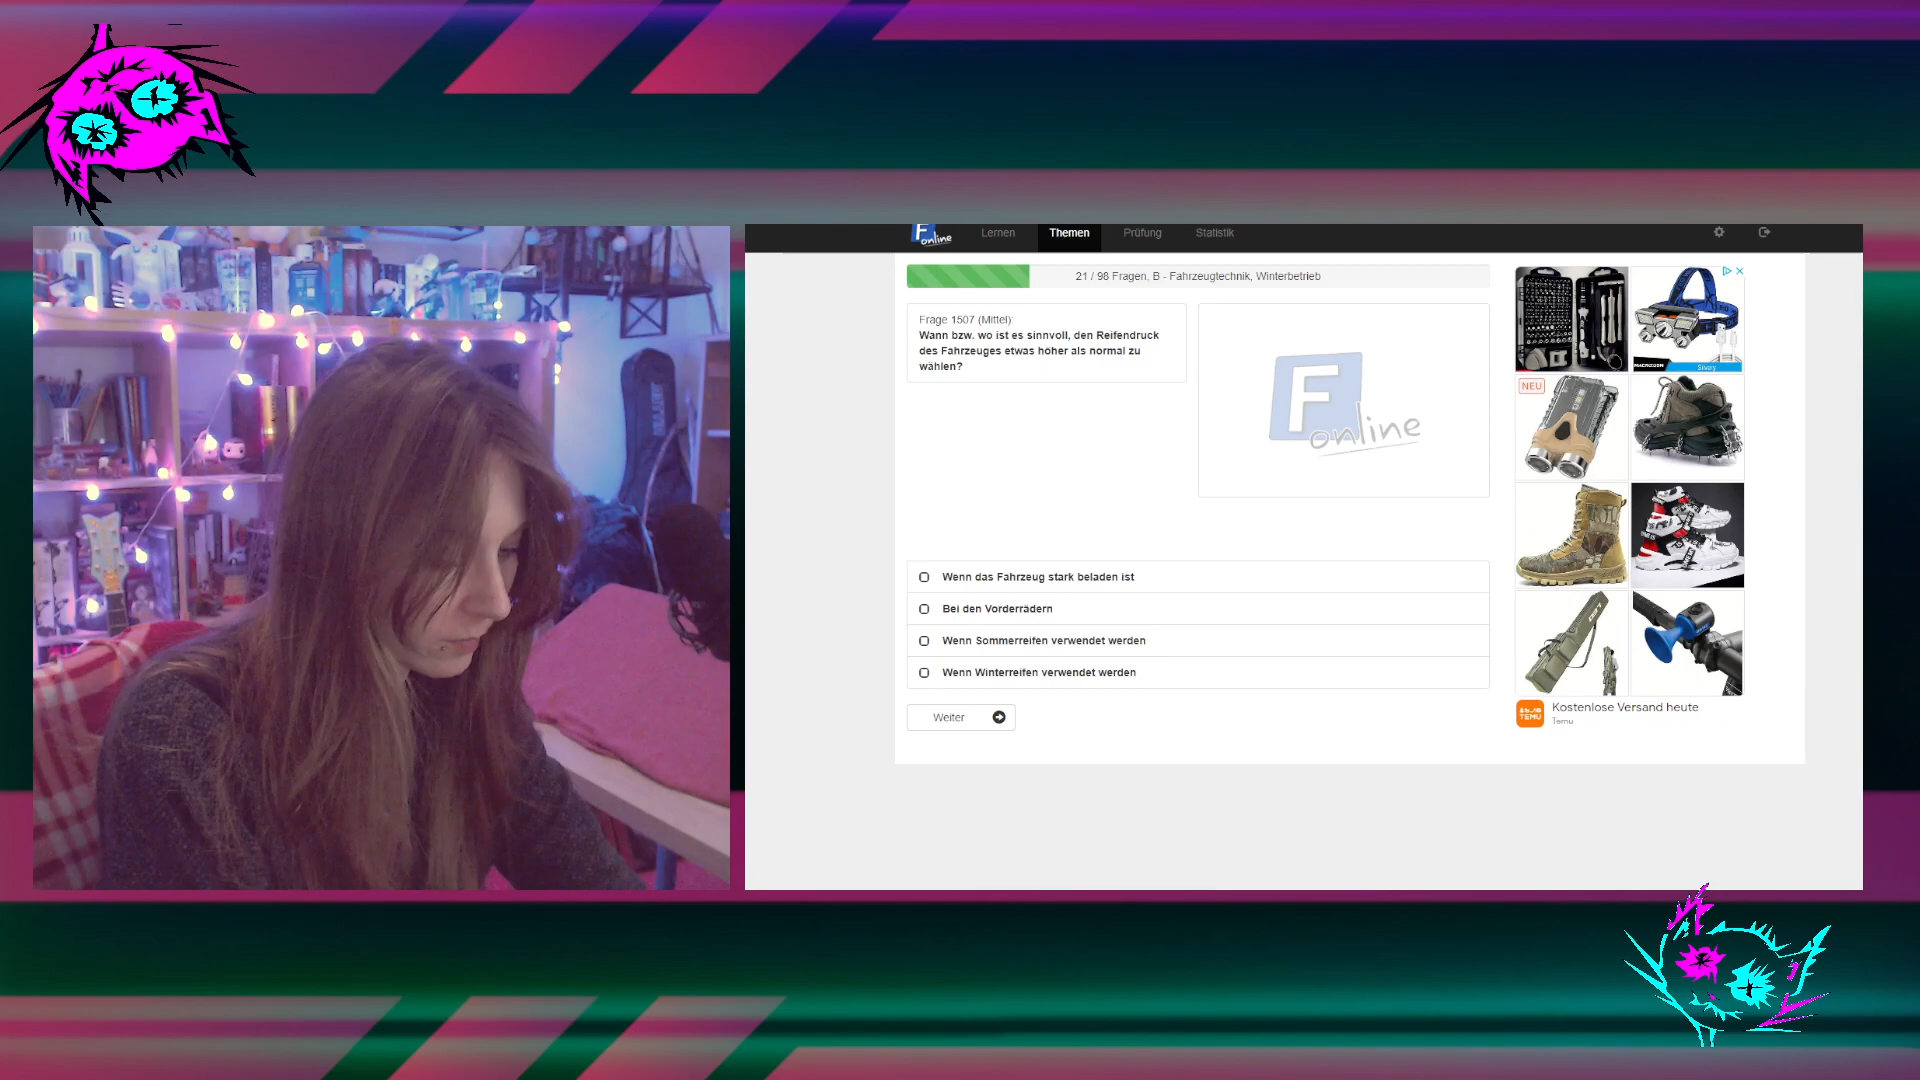 F online
Lernen
Themen
Prüfung
Statistik
21 / 98 Fragen, B - Fahrzeugtechnik, Winterbetrieb
Frage 1507 (Mittel):
Wann bzw. wo ist es sinnvoll, den Reifendruck
des Fahrzeuges etwas höher als normal zu
wählen?
F online
Wenn das Fahrzeug stark beladen ist
Bei den Vorderrädern
Wenn Sommerreifen verwendet werden
Wenn Winterreifen verwendet werden
Weiter
NEU
Kostenlose Versand heute
TEMU
Temu